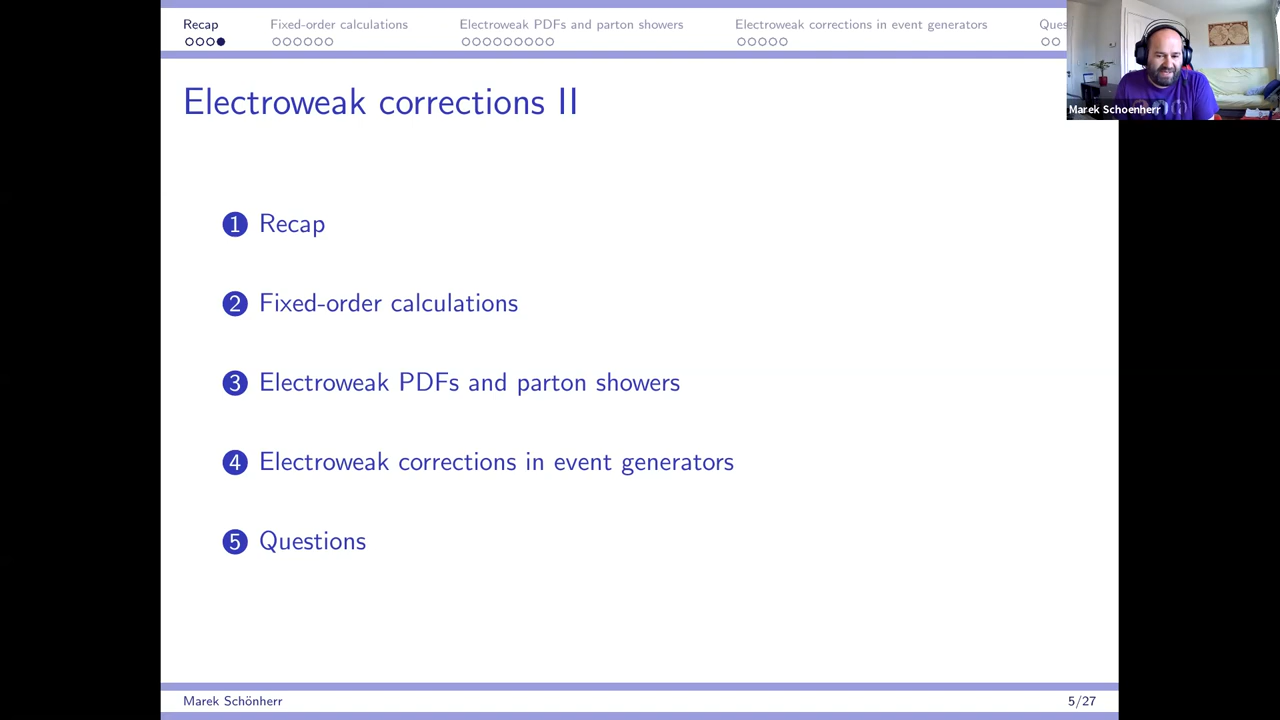 Recap
Fixed-order calculations
Electroweak PDFs and parton showers
Electroweak corrections in event generators
Ques
Marek Schoenherr
Electroweak corrections II
1 Recap
2 Fixed-order calculations
3 Electroweak PDFs and parton showers
4 Electroweak corrections in event generators
5 Questions
Marek Schönherr
5/27